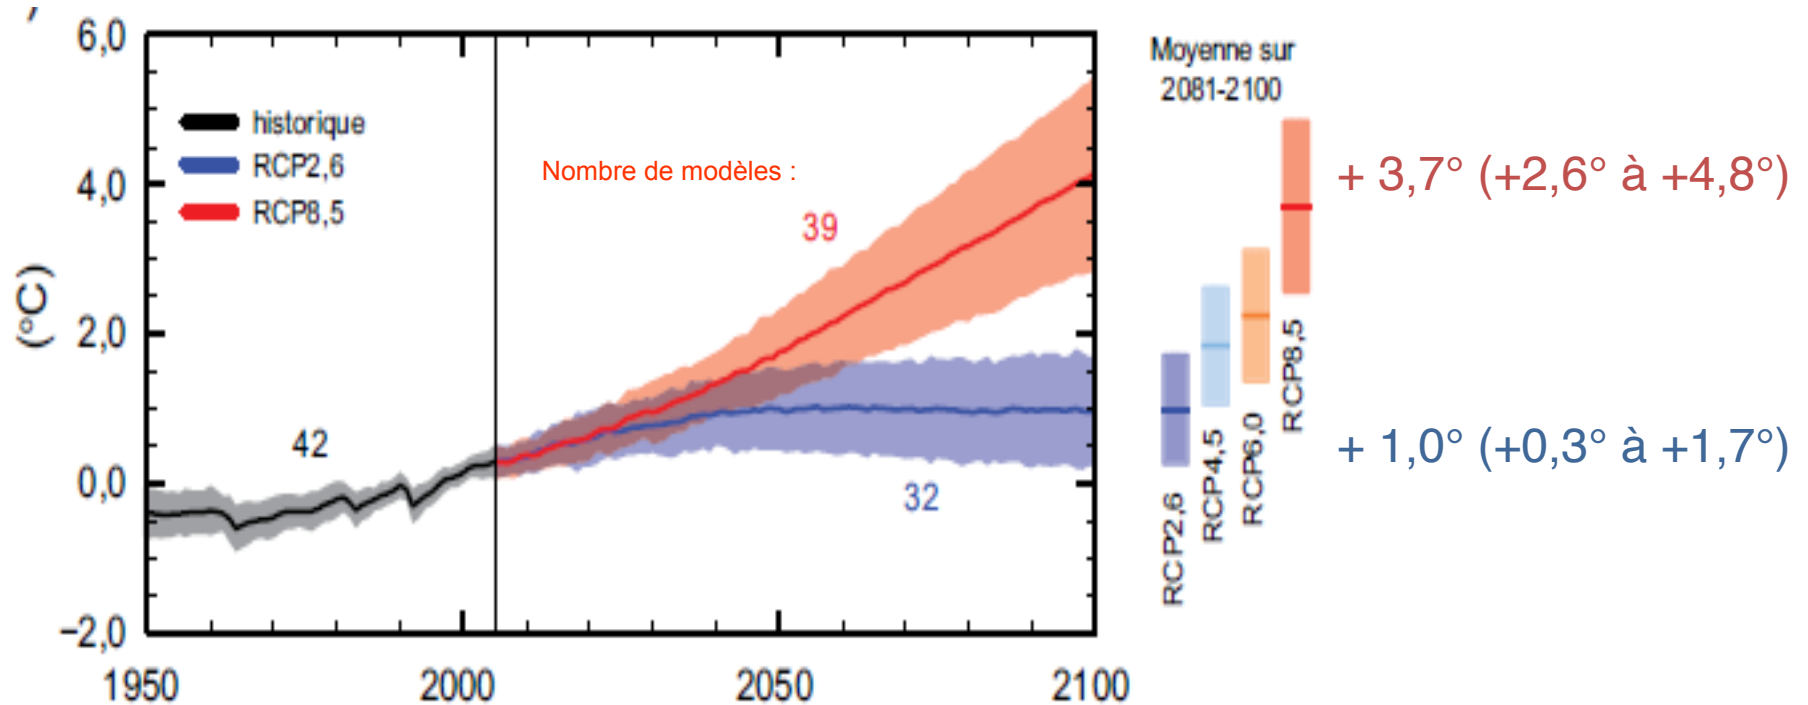 6,0
4,0
2,0
0,0
−2,0
(°C)
1950
2000
2050
2100
historique
RCP2,6
RCP8,5
Nombre de modèles :
42
39
32
Moyenne sur
2081-2100
RCP2,6
RCP4,5
RCP6,0
RCP8,5
+ 3,7° (+2,6° à +4,8°)
+ 1,0° (+0,3° à +1,7°)